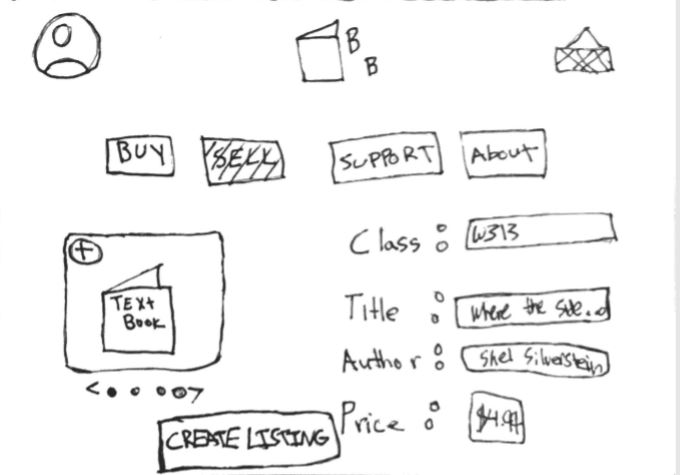 B
B
BUY
SELL
SUPPORT
About
Class: W313
Title: Where the Side...d
Author: Shel Silverstein
Price: $4.99
+
TEXT
BOOK
< >
CREATE LISTING